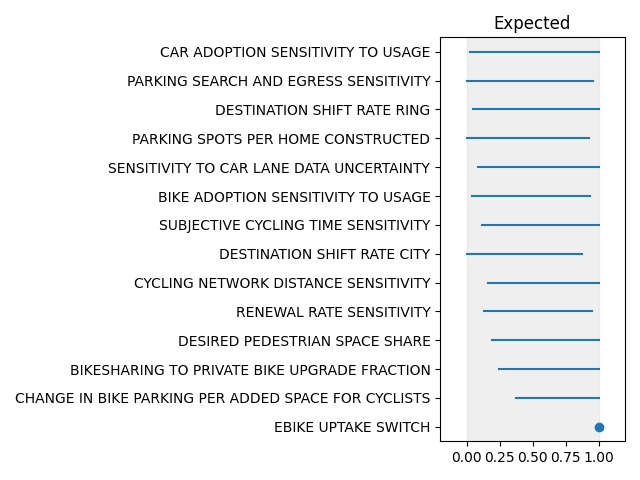 Expected
CAR ADOPTION SENSITIVITY TO USAGE
PARKING SEARCH AND EGRESS SENSITIVITY
DESTINATION SHIFT RATE RING
PARKING SPOTS PER HOME CONSTRUCTED
SENSITIVITY TO CAR LANE DATA UNCERTAINTY
BIKE ADOPTION SENSITIVITY TO USAGE
SUBJECTIVE CYCLING TIME SENSITIVITY
DESTINATION SHIFT RATE CITY
CYCLING NETWORK DISTANCE SENSITIVITY
RENEWAL RATE SENSITIVITY
DESIRED PEDESTRIAN SPACE SHARE
BIKESHARING TO PRIVATE BIKE UPGRADE FRACTION
CHANGE IN BIKE PARKING PER ADDED SPACE FOR CYCLISTS
EBIKE UPTAKE SWITCH
0.00 0.25 0.50 0.75 1.00